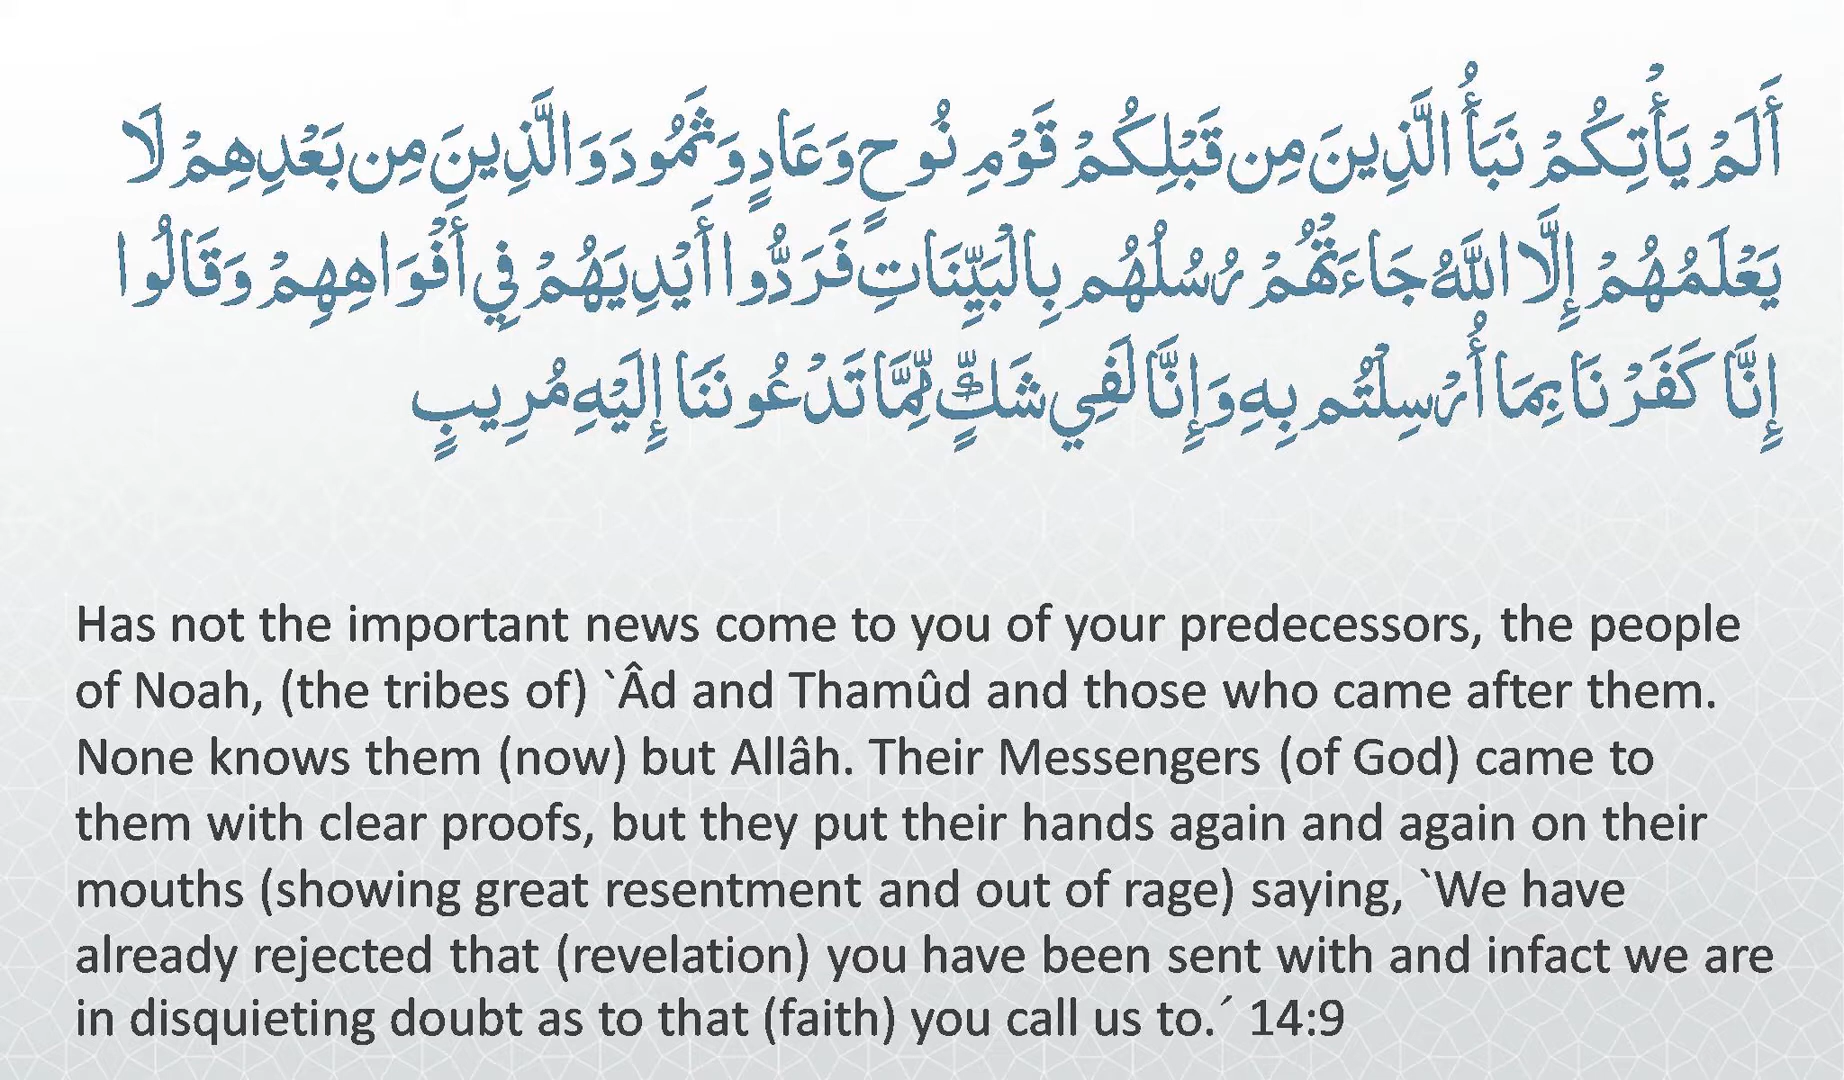 أَلَمْ يَأْتِكُمْ نَبَأُ الَّذِينَ مِن قَبْلِكُمْ قَوْمِ نُوحٍ وَعَادٍ وَثَمُودَ وَالَّذِينَ مِن بَعْدِهِمْ لَا
يَعْلَمُهُمْ إِلَّا اللَّهُ جَاءَتْهُمْ رُسُلُهُم بِالْبَيِّنَاتِ فَرَدُّوا أَيْدِيَهُمْ فِي أَفْوَاهِهِمْ وَقَالُوا
إِنَّا كَفَرْنَا بِمَا أُرْسِلْتُم بِهِ وَإِنَّا لَفِي شَكٍّ مِّمَّا تَدْعُونَنَا إِلَيْهِ مُرِيبٍ
Has not the important news come to you of your predecessors, the people
of Noah, (the tribes of) `Âd and Thamûd and those who came after them.
None knows them (now) but Allâh. Their Messengers (of God) came to
them with clear proofs, but they put their hands again and again on their
mouths (showing great resentment and out of rage) saying, `We have
already rejected that (revelation) you have been sent with and infact we are
in disquieting doubt as to that (faith) you call us to.´ 14:9